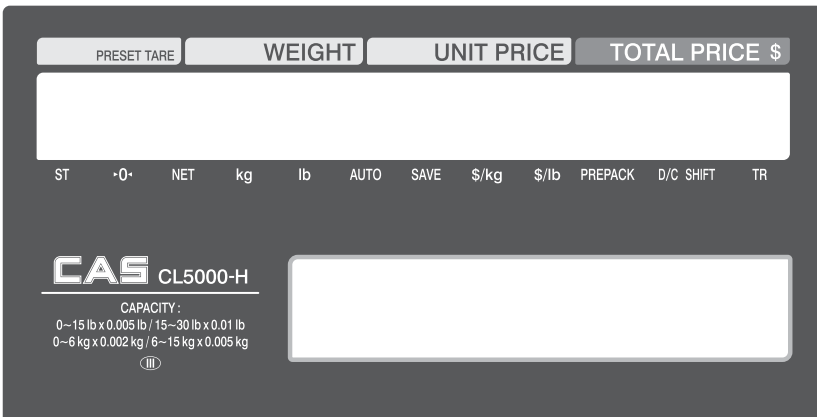 PRESET TARE WEIGHT UNIT PRICE TOTAL PRICE $
ST ▸0◂ NET kg lb AUTO SAVE $/kg $/lb PREPACK D/C SHIFT TR
CAS CL5000-H
CAPACITY :
0~15 lb x 0.005 lb / 15~30 lb x 0.01 lb
0~6 kg x 0.002 kg / 6~15 kg x 0.005 kg
III